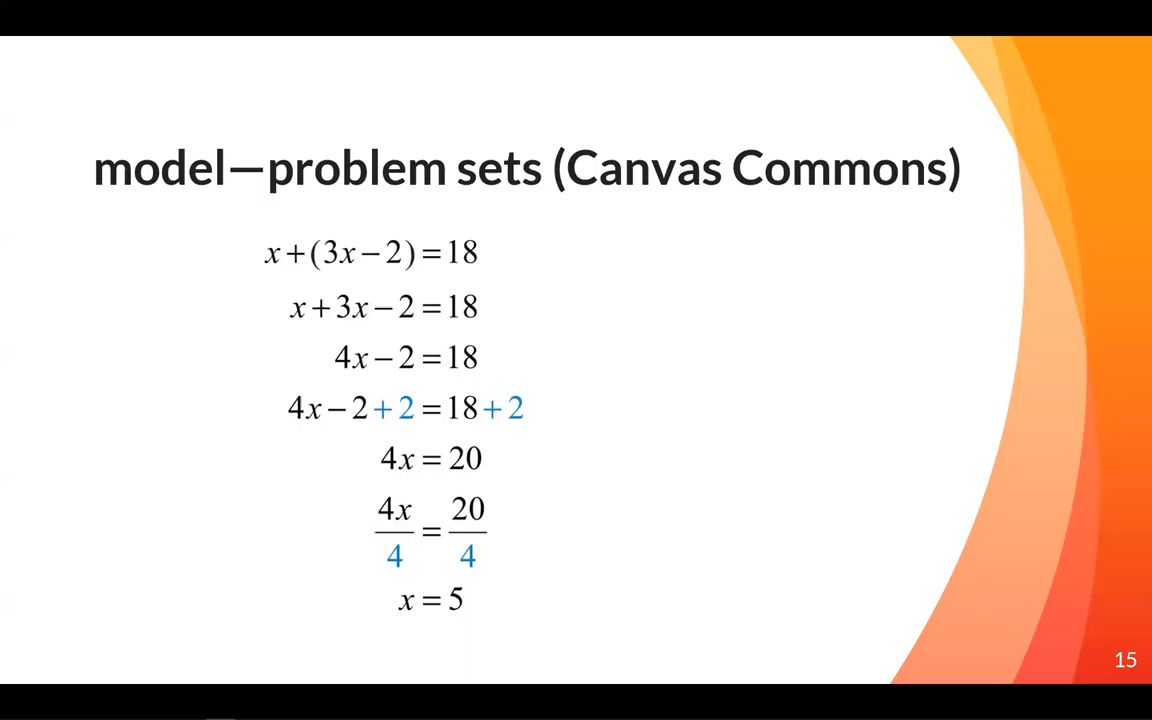 model—problem sets (Canvas Commons)
x+(3x−2)=18
x+3x−2=18
4x−2=18
4x−2+2=18+2
4x=20
4x/4=20/4
x=5
15